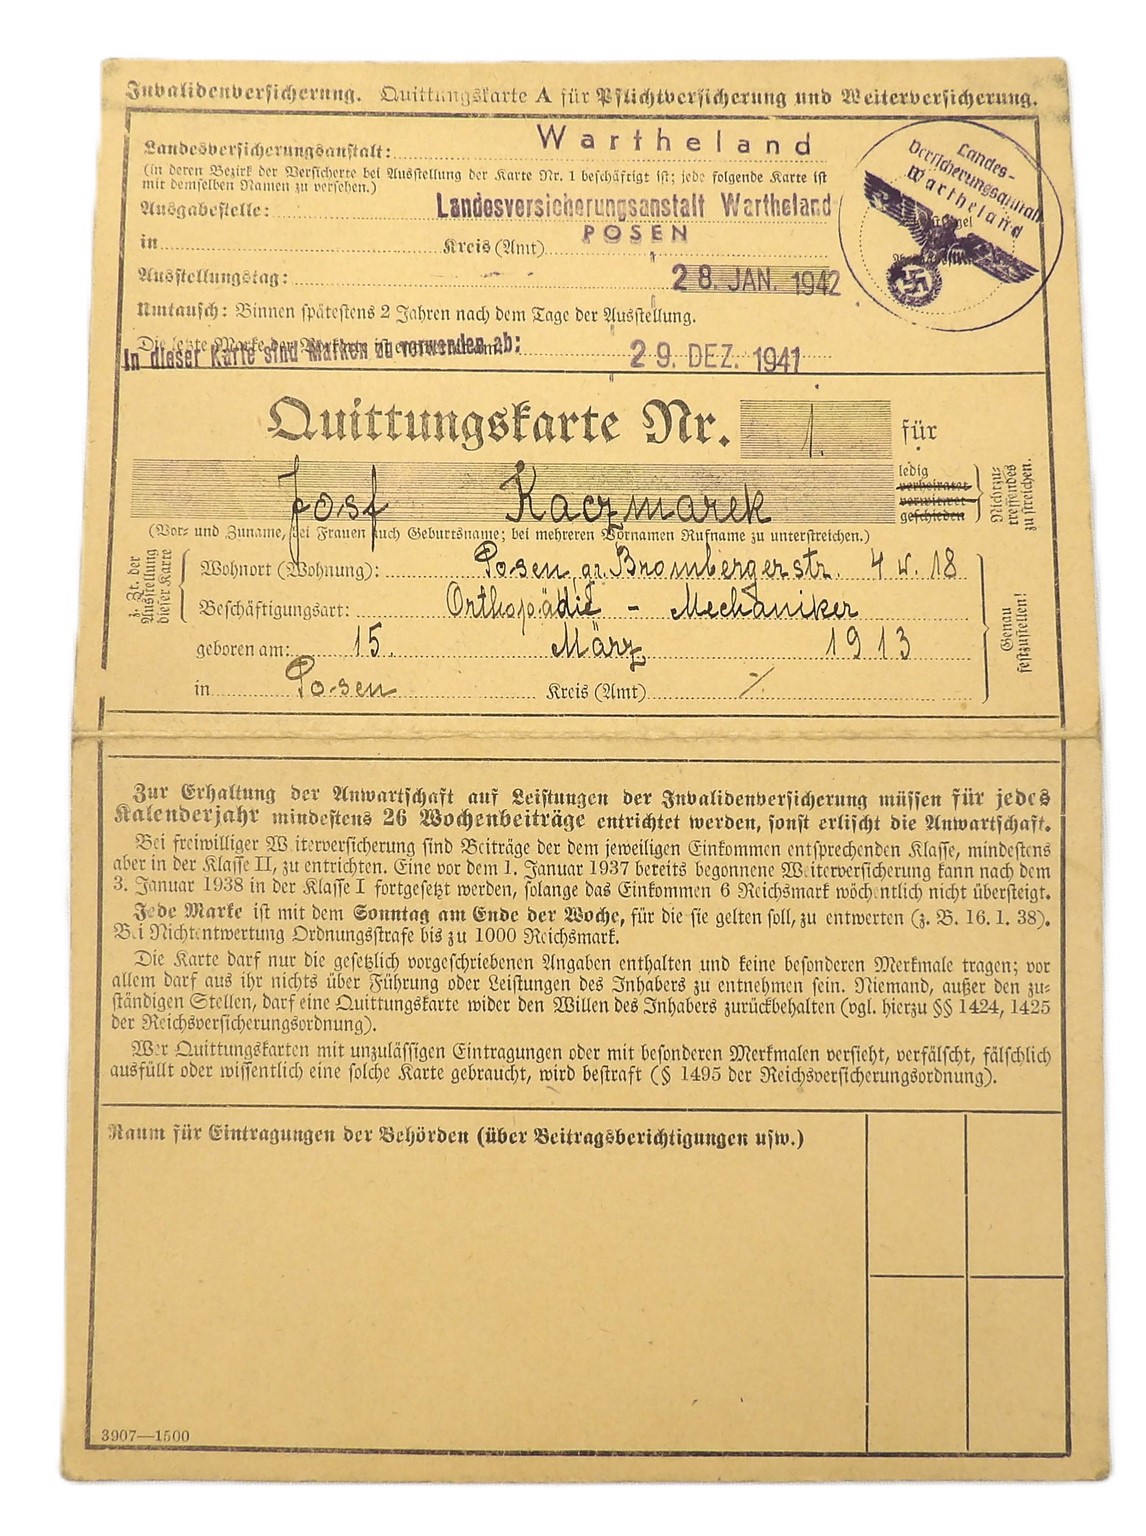 Invalidenversicherung. Quittungskarte A für Pflichtversicherung und Weiterversicherung.
Landesversicherungsanstalt: Wartheland
(in deren Bezirk der Versicherte bei Ausstellung der Karte Nr. 1 beschäftigt ist; jede folgende Karte ist
mit demselben Namen zu versehen.)
Landes-
Versicherungsanstalt
Wartheland
Ausgabestelle: Landesversicherungsanstalt Wartheland
in Kreis (Amt) POSEN
Ausstellungstag: 28. JAN. 1942
Umtausch: Binnen spätestens 2 Jahren nach dem Tage der Ausstellung.
Die letzte Marke der
In dieser Karte sind Marken zu verwenden ab: 29. DEZ. 1941
Quittungskarte Nr. 1. für
Josef Kaczmarek
ledig
verheiratet
verwitwet
geschieden
Nichtzu-
treffendes
zu streichen.
(Vor- und Zuname, bei Frauen auch Geburtsname; bei mehreren Vornamen Rufname zu unterstreichen.)
z. Zt. der
Ausstellung
dieser Karte
Wohnort (Wohnung): Posen gr. Brombergerstr. 4 W. 18
Beschäftigungsart: Orthopädie - Mechaniker
geboren am: 15. März 1913
in Posen Kreis (Amt) ⁒
Genau
festzustellen!
Zur Erhaltung der Anwartschaft auf Leistungen der Invalidenversicherung müssen für jedes
Kalenderjahr mindestens 26 Wochenbeiträge entrichtet werden, sonst erlischt die Anwartschaft.
Bei freiwilliger Weiterversicherung sind Beiträge der dem jeweiligen Einkommen entsprechenden Klasse, mindestens
aber in der Klasse II, zu entrichten. Eine vor dem 1. Januar 1937 bereits begonnene Weiterversicherung kann nach dem
3. Januar 1938 in der Klasse I fortgesetzt werden, solange das Einkommen 6 Reichsmark wöchentlich nicht übersteigt.
Jede Marke ist mit dem Sonntag am Ende der Woche, für die sie gelten soll, zu entwerten (z. B. 16. 1. 38).
Bei Nichtentwertung Ordnungsstrafe bis zu 1000 Reichsmark.
Die Karte darf nur die gesetzlich vorgeschriebenen Angaben enthalten und keine besonderen Merkmale tragen; vor
allem darf aus ihr nichts über Führung oder Leistungen des Inhabers zu entnehmen sein. Niemand, außer den zu-
ständigen Stellen, darf eine Quittungskarte wider den Willen des Inhabers zurückbehalten (vgl. hierzu §§ 1424, 1425
der Reichsversicherungsordnung).
Wer Quittungskarten mit unzulässigen Eintragungen oder mit besonderen Merkmalen versieht, verfälscht, fälschlich
ausfüllt oder wissentlich eine solche Karte gebraucht, wird bestraft (§ 1495 der Reichsversicherungsordnung).
Raum für Eintragungen der Behörden (über Beitragsberichtigungen usw.)
3907—1500